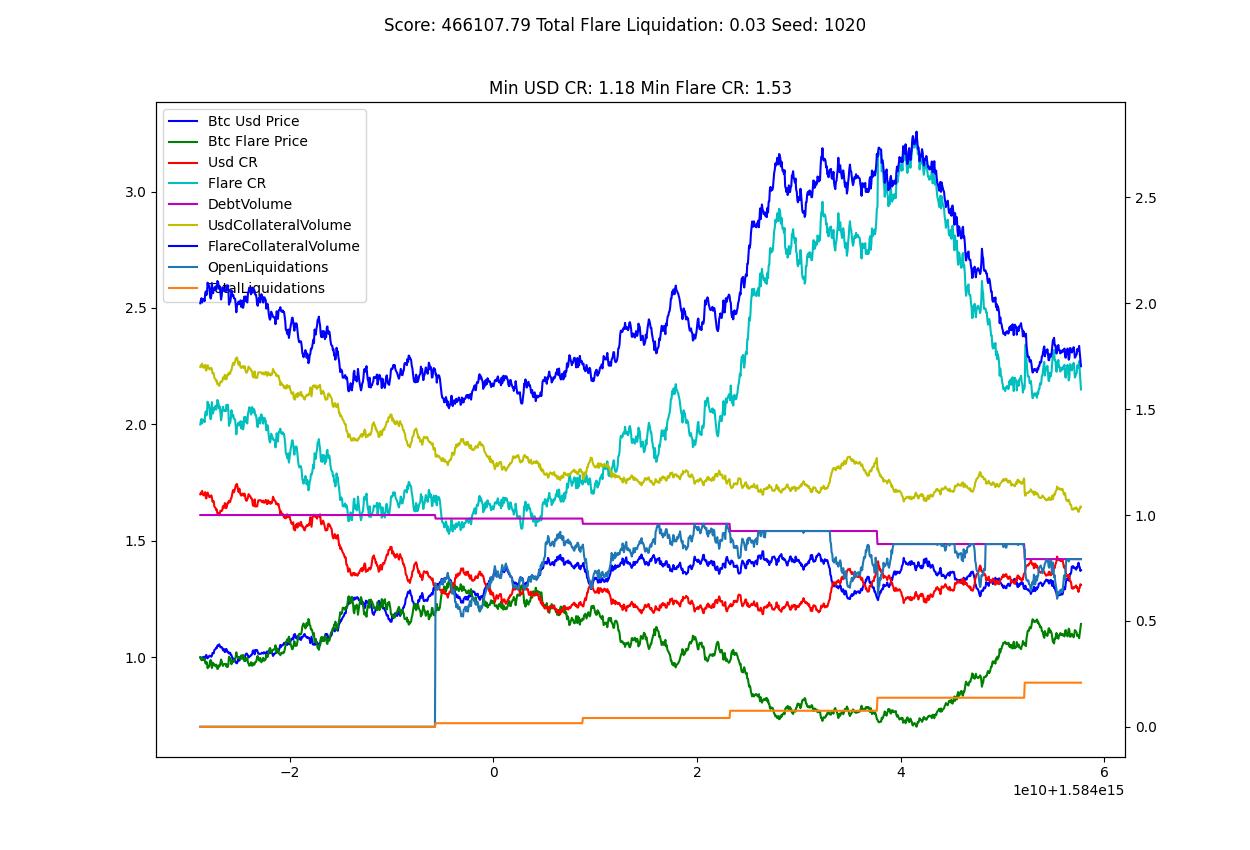 Score: 466107.79 Total Flare Liquidation: 0.03 Seed: 1020
Min USD CR: 1.18 Min Flare CR: 1.53
Btc Usd Price
Btc Flare Price
Usd CR
Flare CR
DebtVolume
UsdCollateralVolume
FlareCollateralVolume
OpenLiquidations
TotalLiquidations
3.0
2.5
2.0
1.5
1.0
2.5
2.0
1.5
1.0
0.5
0.0
−2
0
2
4
6
1e10+1.584e15